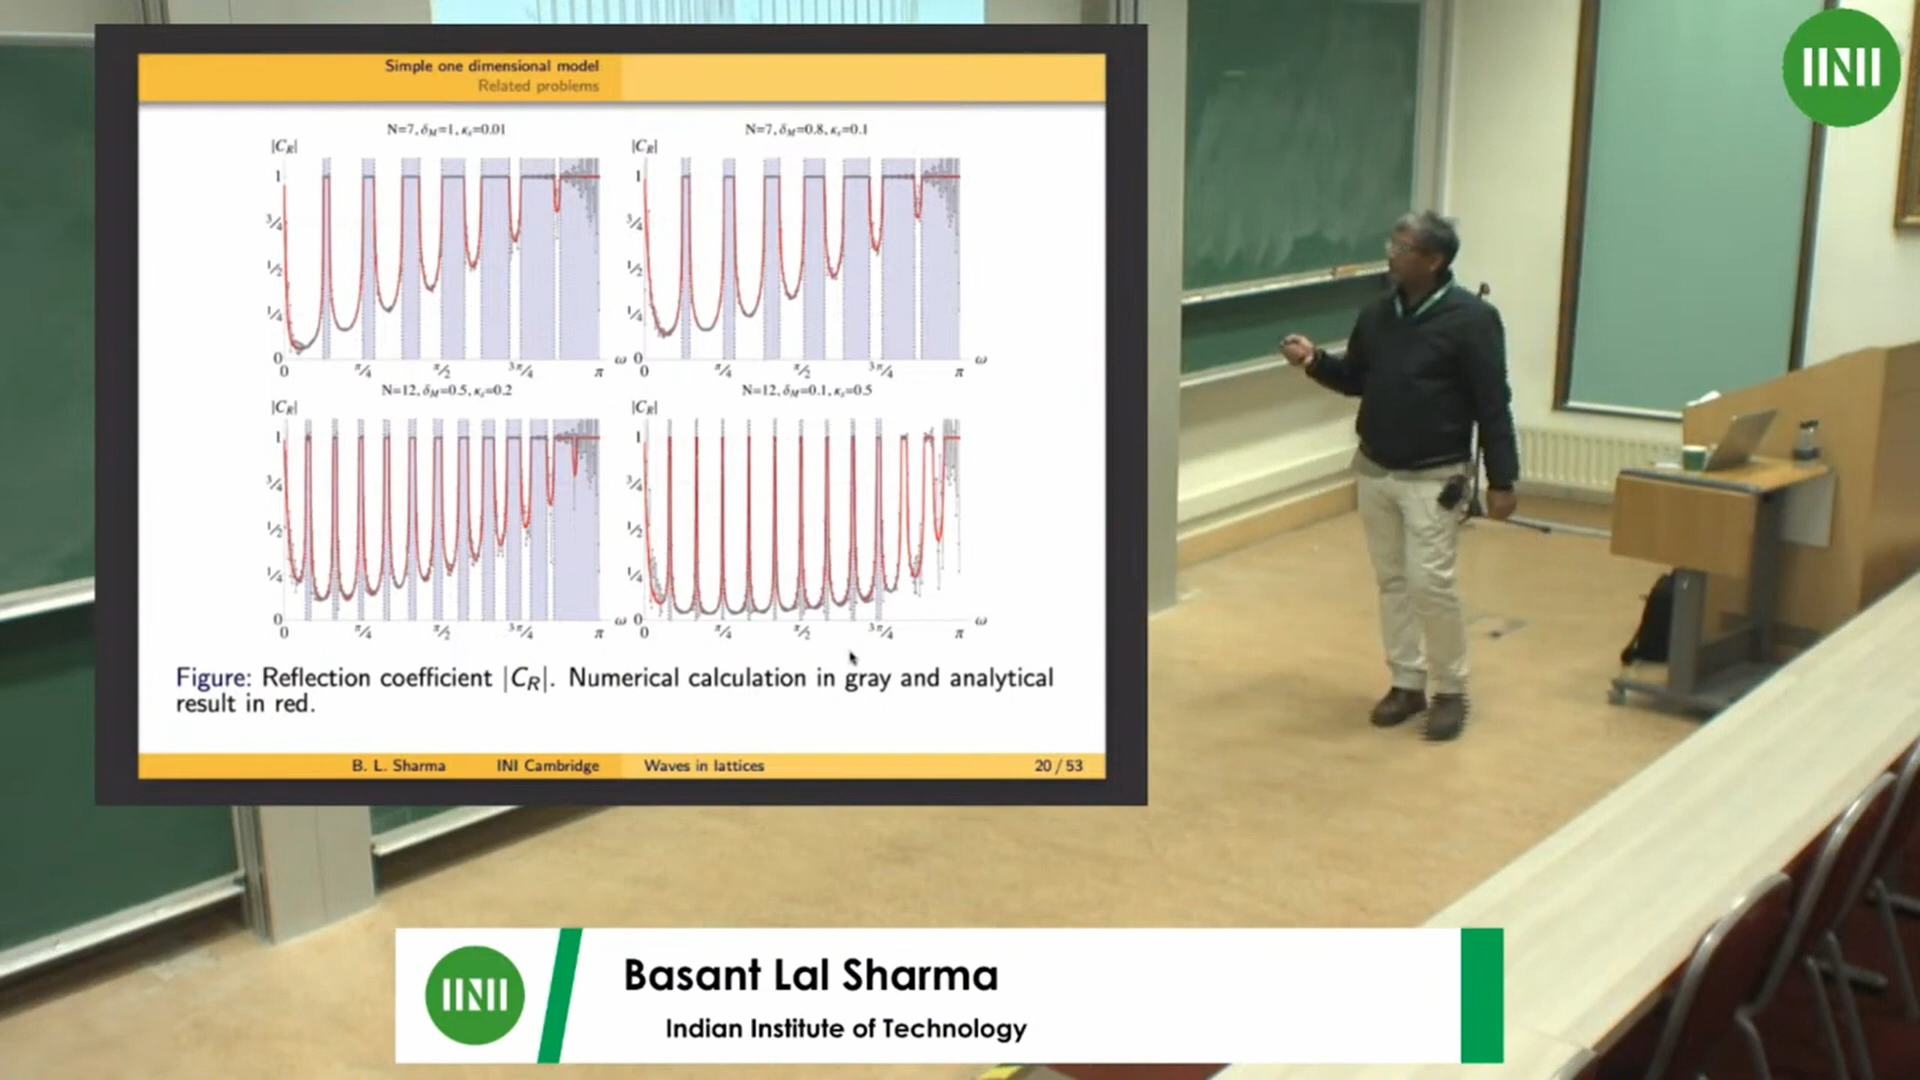 Simple one dimensional model
Related problems
N=7, δM=1, κs=0.01
N=7, δM=0.8, κs=0.1
|CR|
|CR|
1
3/4
1/2
1/4
0
0 π/4 π/2 3π/4 π ω
1
3/4
1/2
1/4
0
0 π/4 π/2 3π/4 π ω
N=12, δM=0.5, κs=0.2
N=12, δM=0.1, κs=0.5
|CR|
|CR|
1
3/4
1/2
1/4
0
0 π/4 π/2 3π/4 π ω
1
3/4
1/2
1/4
0
0 π/4 π/2 3π/4 π ω
Figure: Reflection coefficient |CR|. Numerical calculation in gray and analytical
result in red.
B. L. Sharma INI Cambridge Waves in lattices 20 / 53
INI
INI
Basant Lal Sharma
Indian Institute of Technology